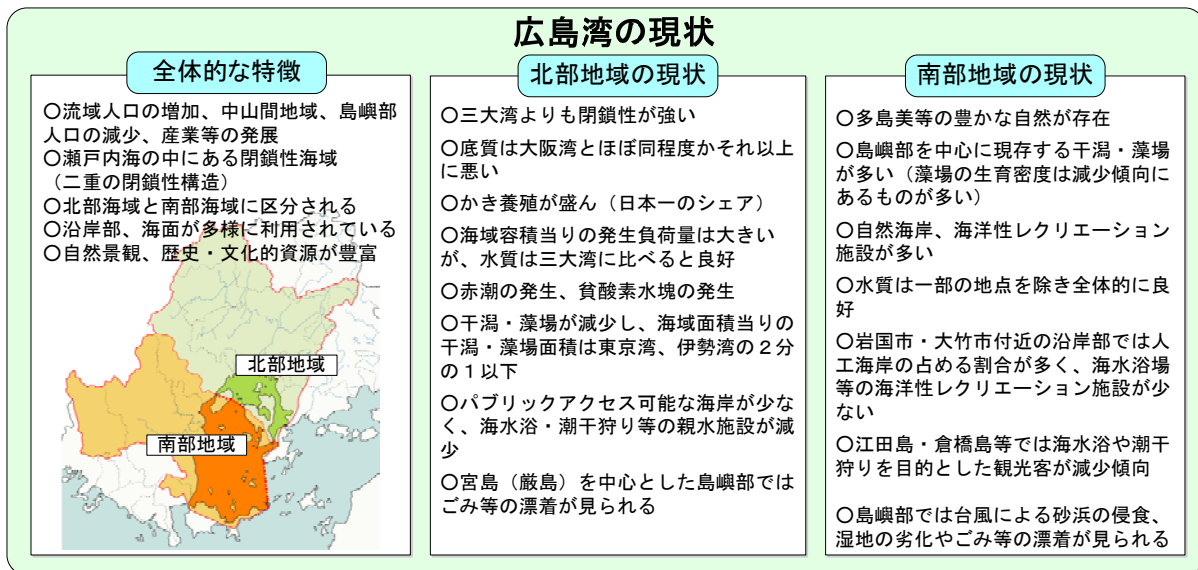 広島湾の現状
全体的な特徴
○流域人口の増加、中山間地域、島嶼部
人口の減少、産業等の発展
○瀬戸内海の中にある閉鎖性海域
（二重の閉鎖性構造）
○北部海域と南部海域に区分される
○沿岸部、海面が多様に利用されている
○自然景観、歴史・文化的資源が豊富
北部地域
南部地域
北部地域の現状
○三大湾よりも閉鎖性が強い
○底質は大阪湾とほぼ同程度かそれ以上
に悪い
○かき養殖が盛ん（日本一のシェア）
○海域容積当りの発生負荷量は大きい
が、水質は三大湾に比べると良好
○赤潮の発生、貧酸素水塊の発生
○干潟・藻場が減少し、海域面積当りの
干潟・藻場面積は東京湾、伊勢湾の２分
の１以下
○パブリックアクセス可能な海岸が少な
く、海水浴・潮干狩り等の親水施設が減
少
○宮島（厳島）を中心とした島嶼部では
ごみ等の漂着が見られる
南部地域の現状
○多島美等の豊かな自然が存在
○島嶼部を中心に現存する干潟・藻場
が多い（藻場の生育密度は減少傾向に
あるものが多い）
○自然海岸、海洋性レクリエーション
施設が多い
○水質は一部の地点を除き全体的に良
好
○岩国市・大竹市付近の沿岸部では人
工海岸の占める割合が多く、海水浴場
等の海洋性レクリエーション施設が少
ない
○江田島・倉橋島等では海水浴や潮干
狩りを目的とした観光客が減少傾向
○島嶼部では台風による砂浜の侵食、
湿地の劣化やごみ等の漂着が見られる